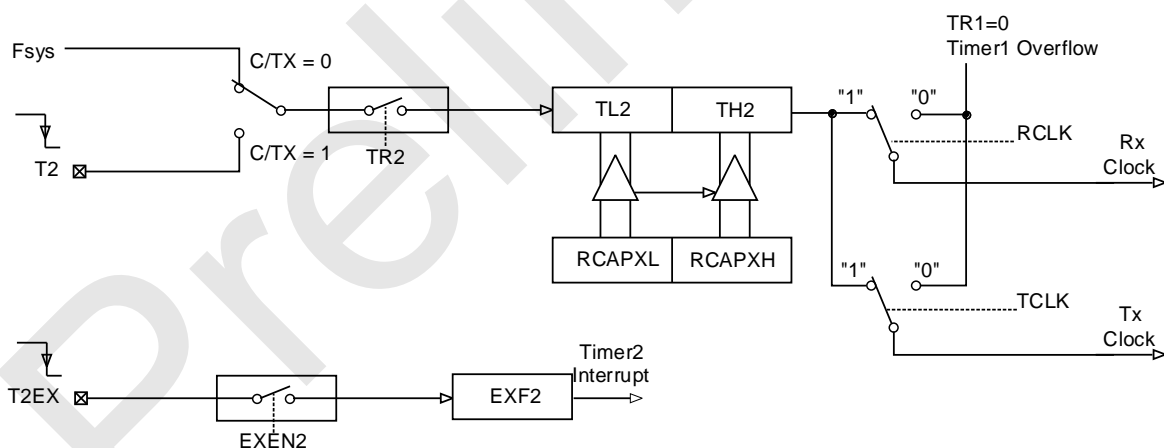 TR1=0
Timer1 Overflow
Fsys
C/TX = 0
TL2
TH2
"1"
"0"
RCLK
Rx
Clock
C/TX = 1
T2
TR2
RCAPXL
RCAPXH
"1"
"0"
TCLK
Tx
Clock
Timer2
Interrupt
T2EX
EXF2
EXEN2
Prelim